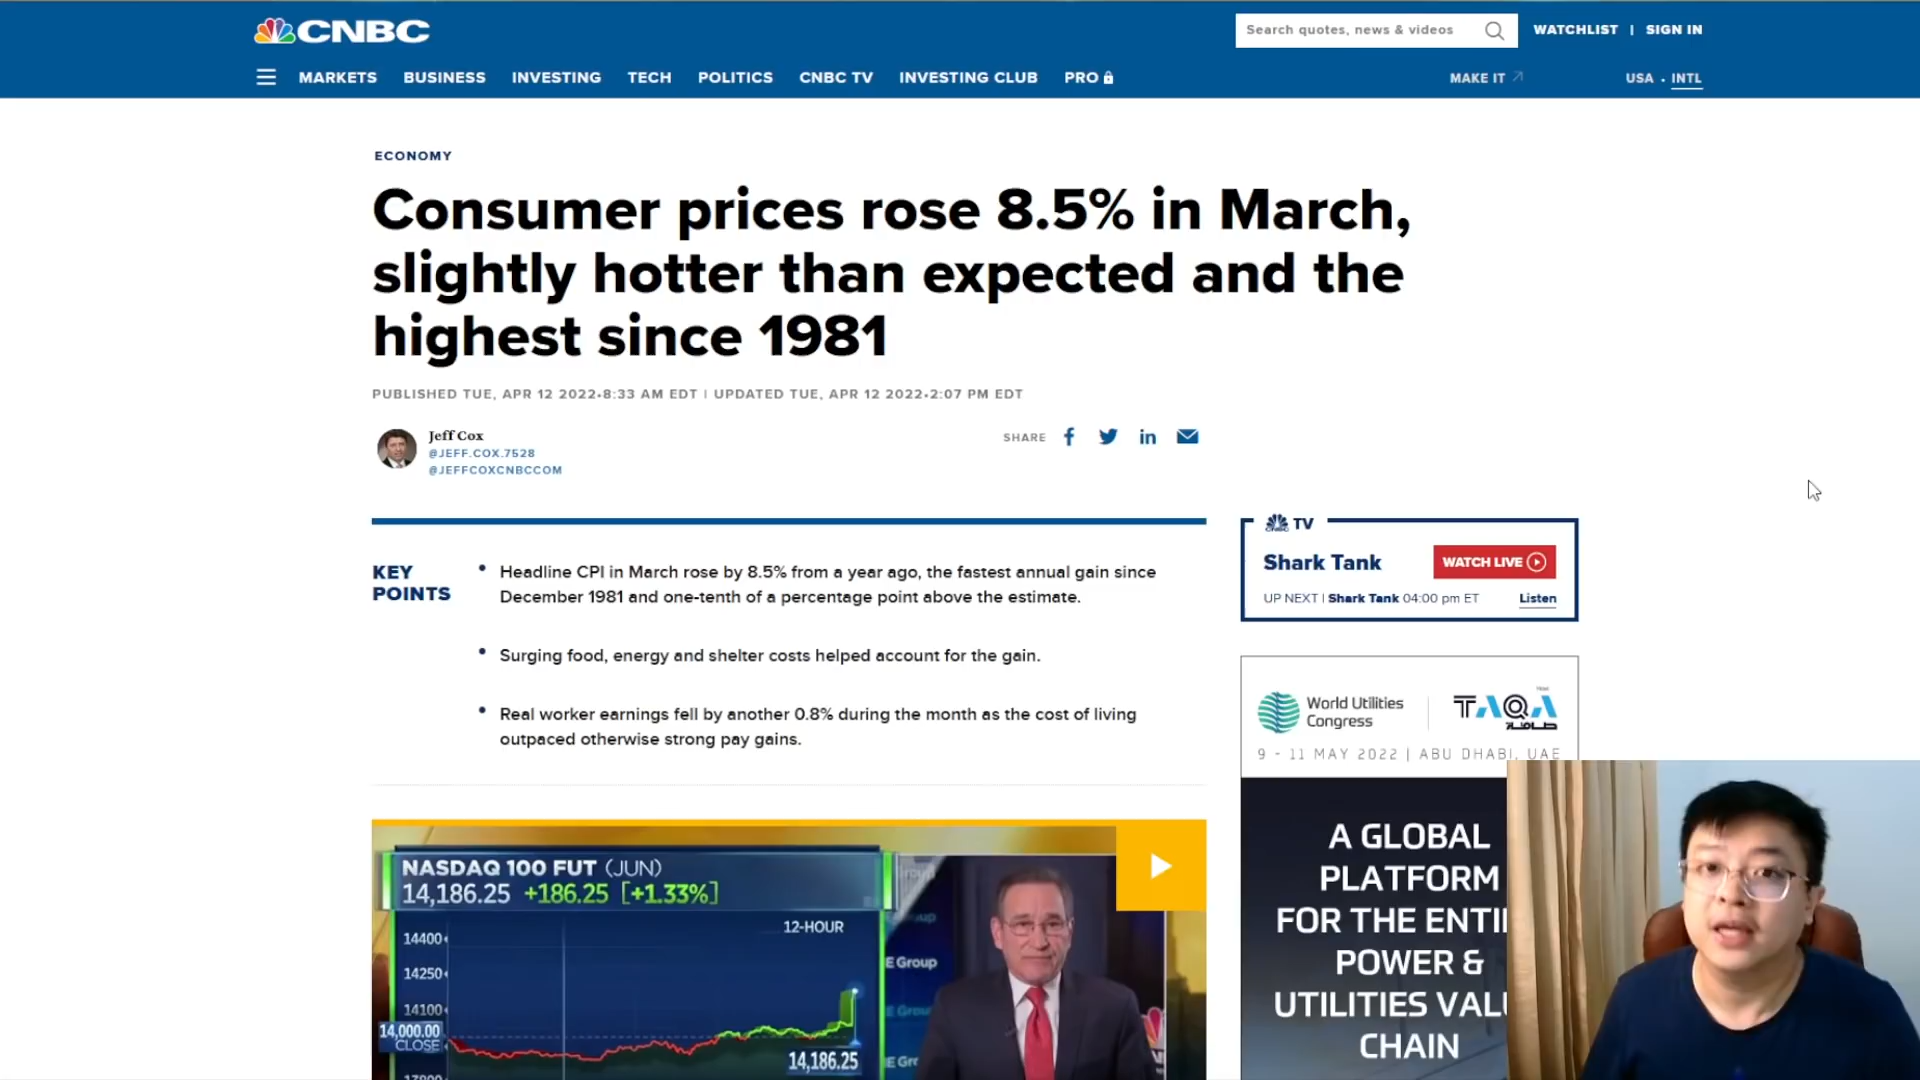 CNBC
Search quotes, news & videos
WATCHLIST | SIGN IN
MARKETS BUSINESS INVESTING TECH POLITICS CNBC TV INVESTING CLUB PRO
MAKE IT
USA • INTL
ECONOMY
Consumer prices rose 8.5% in March,
slightly hotter than expected and the
highest since 1981
PUBLISHED TUE, APR 12 2022•8:33 AM EDT | UPDATED TUE, APR 12 2022•2:07 PM EDT
Jeff Cox
@JEFF.COX.7528
@JEFFCOXCNBCCOM
SHARE
KEY
POINTS
• Headline CPI in March rose by 8.5% from a year ago, the fastest annual gain since
December 1981 and one-tenth of a percentage point above the estimate.
• Surging food, energy and shelter costs helped account for the gain.
• Real worker earnings fell by another 0.8% during the month as the cost of living
outpaced otherwise strong pay gains.
TV
Shark Tank
WATCH LIVE
UP NEXT | Shark Tank 04:00 pm ET
Listen
World Utilities
Congress
TAQA
طاقة
9 - 11 MAY 2022 | ABU DHABI, UAE
A GLOBAL
PLATFORM
FOR THE ENTI
POWER &
UTILITIES VALU
CHAIN
NASDAQ 100 FUT (JUN)
14,186.25 +186.25 [+1.33%]
12-HOUR
14400
14250
14100
14,000.00
CLOSE
14,186.25
E Group